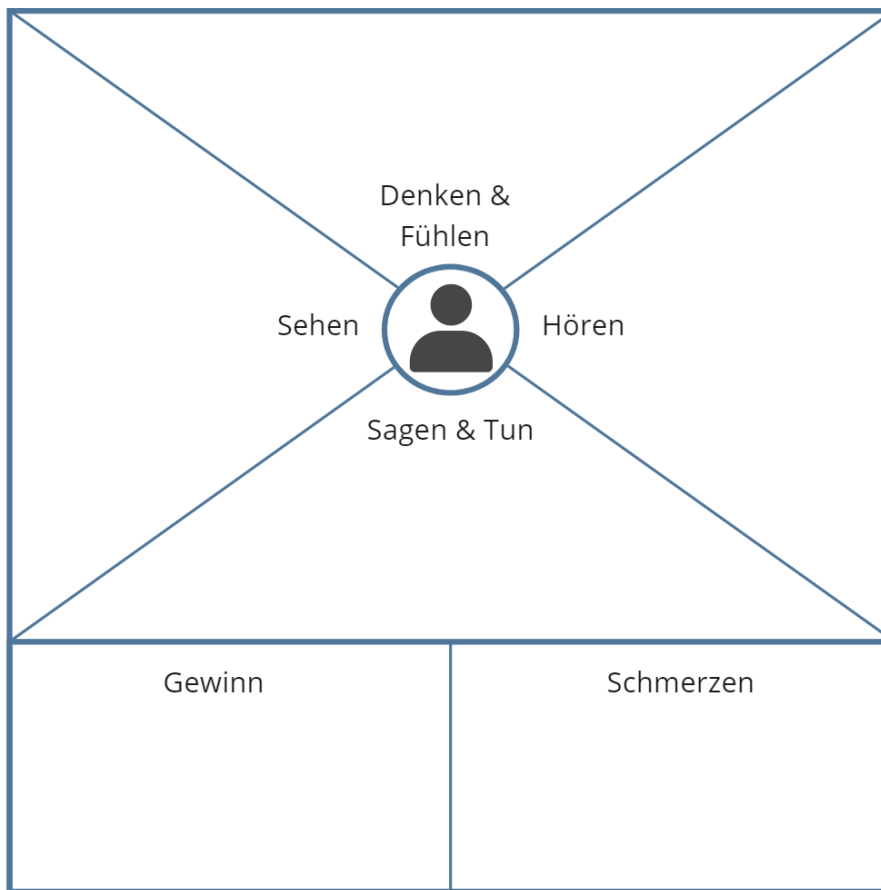 Denken &
Fühlen
Sehen
Hören
Sagen & Tun
Gewinn
Schmerzen